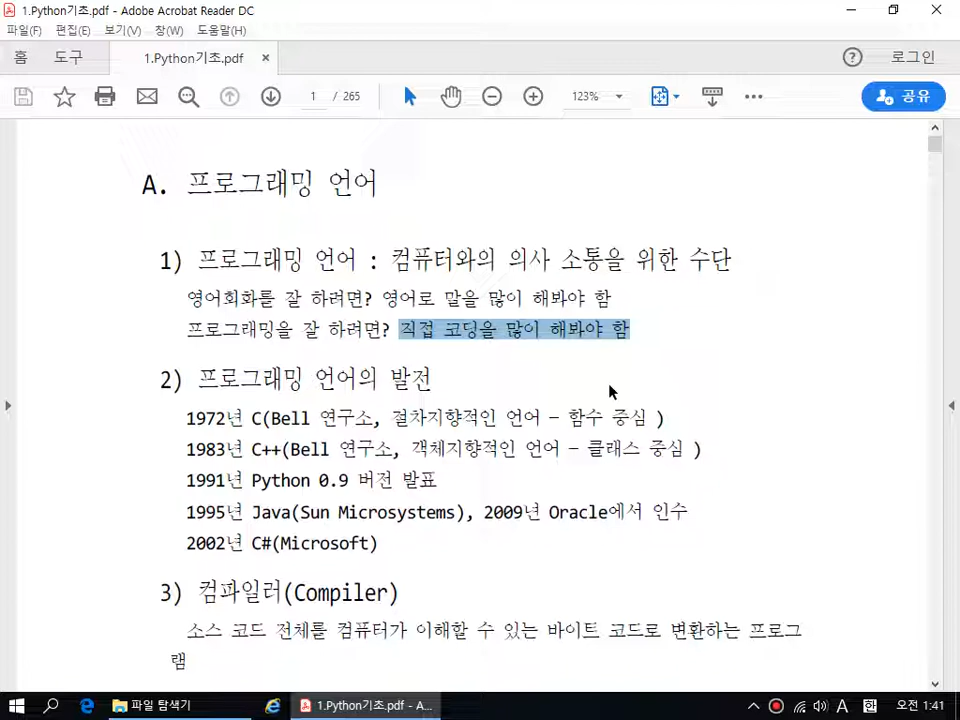 1.Python기초.pdf - Adobe Acrobat Reader DC
파일(F) 편집(E) 보기(V) 창(W) 도움말(H)
홈 도구 1.Python기초.pdf × 로그인
1 / 265 123% 공유
A. 프로그래밍 언어
1) 프로그래밍 언어 : 컴퓨터와의 의사 소통을 위한 수단
영어회화를 잘 하려면? 영어로 말을 많이 해봐야 함
프로그래밍을 잘 하려면? 직접 코딩을 많이 해봐야 함
2) 프로그래밍 언어의 발전
1972년 C(Bell 연구소, 절차지향적인 언어 – 함수 중심 )
1983년 C++(Bell 연구소, 객체지향적인 언어 – 클래스 중심 )
1991년 Python 0.9 버전 발표
1995년 Java(Sun Microsystems), 2009년 Oracle에서 인수
2002년 C#(Microsoft)
3) 컴파일러(Compiler)
소스 코드 전체를 컴퓨터가 이해할 수 있는 바이트 코드로 변환하는 프로그
램
파일 탐색기 1.Python기초.pdf - A... A 한 오전 1:41